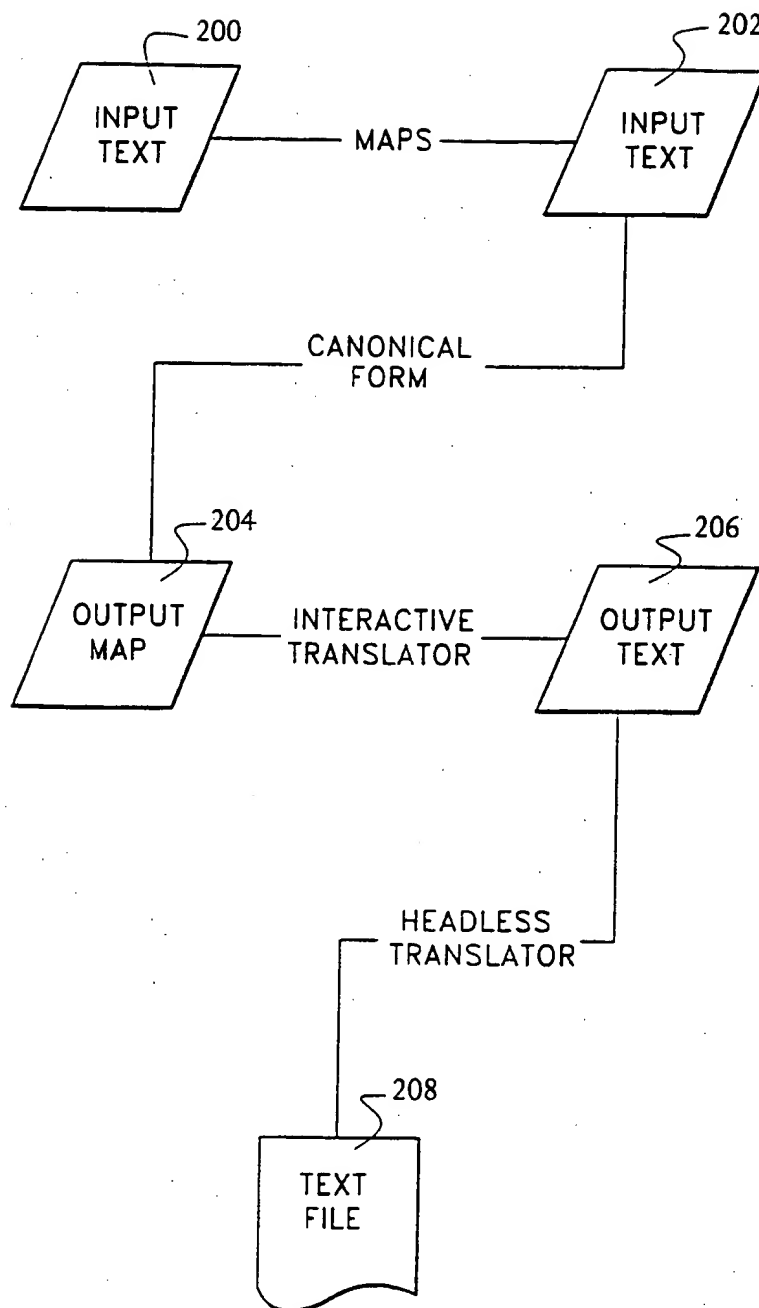 200
202
INPUT
TEXT
MAPS
INPUT
TEXT
CANONICAL
FORM
204
206
OUTPUT
MAP
INTERACTIVE
TRANSLATOR
OUTPUT
TEXT
HEADLESS
TRANSLATOR
208
TEXT
FILE